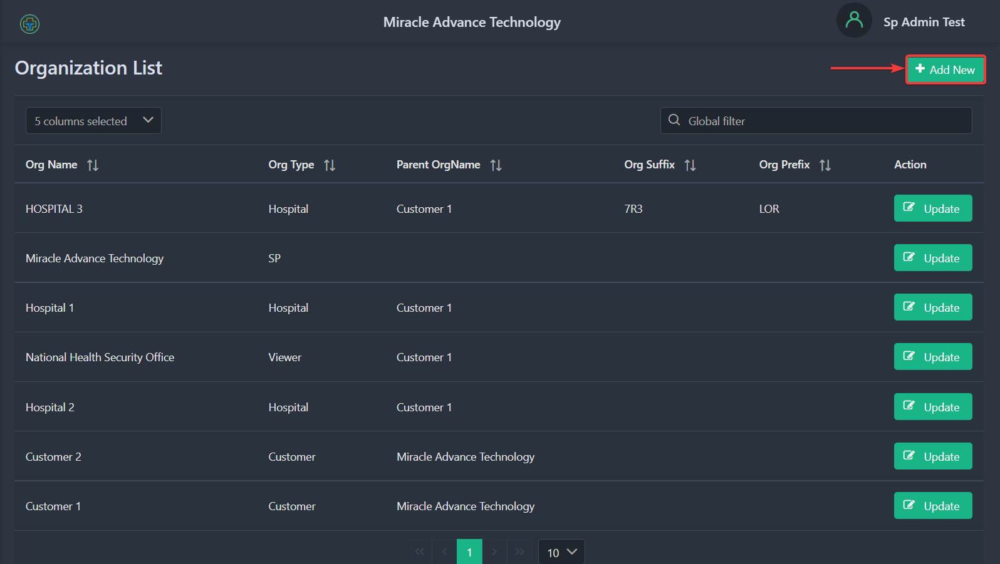 Miracle Advance Technology
Sp Admin Test
Organization List
Add New
5 columns selected
Global filter
Org Name Org Type Parent OrgName Org Suffix Org Prefix Action
HOSPITAL 3 Hospital Customer 1 7R3 LOR Update
Miracle Advance Technology SP Update
Hospital 1 Hospital Customer 1 Update
National Health Security Office Viewer Customer 1 Update
Hospital 2 Hospital Customer 1 Update
Customer 2 Customer Miracle Advance Technology Update
Customer 1 Customer Miracle Advance Technology Update
« ‹ 1 › » 10